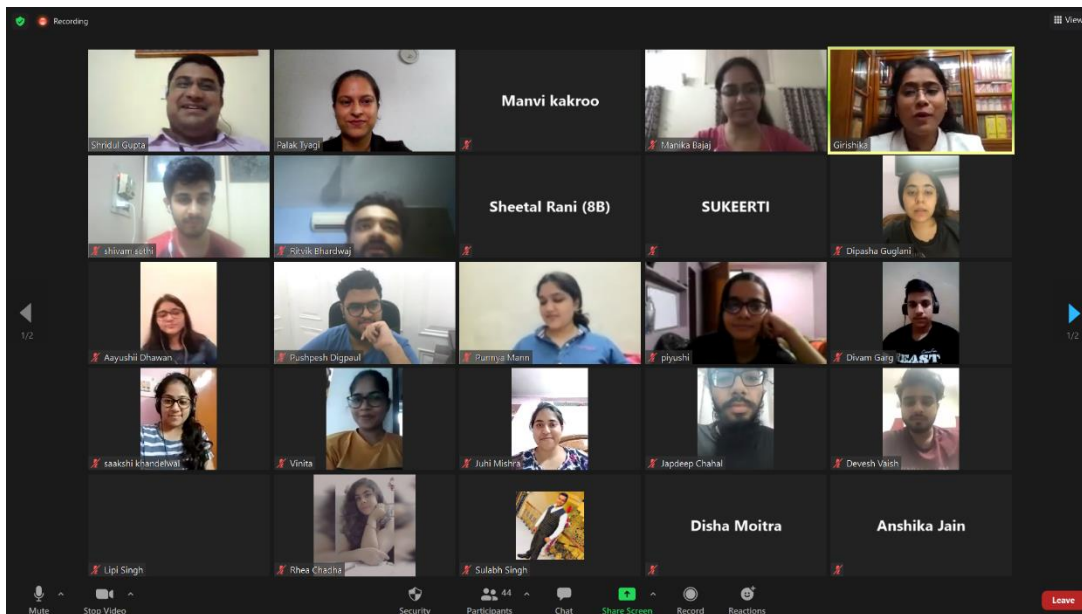 Recording
View
Shridul Gupta
Palak Tyagi
Manvi kakroo
Manika Bajaj
Girishika
shivam sethi
Ritvik Bhardwaj
Sheetal Rani (8B)
SUKEERTI
Dipasha Guglani
Aayushii Dhawan
Pushpesh Digpaul
Punnya Mann
piyushi
Divam Garg
EAST
saakshi khandelwal
Vinita
Juhi Mishra
Japdeep Chahal
Devesh Vaish
Lipi Singh
Rhea Chadha
Sulabh Singh
Disha Moitra
Anshika Jain
1/2
1/2
Mute
Stop Video
Security
44
Participants
Chat
Share Screen
Record
Reactions
Leave